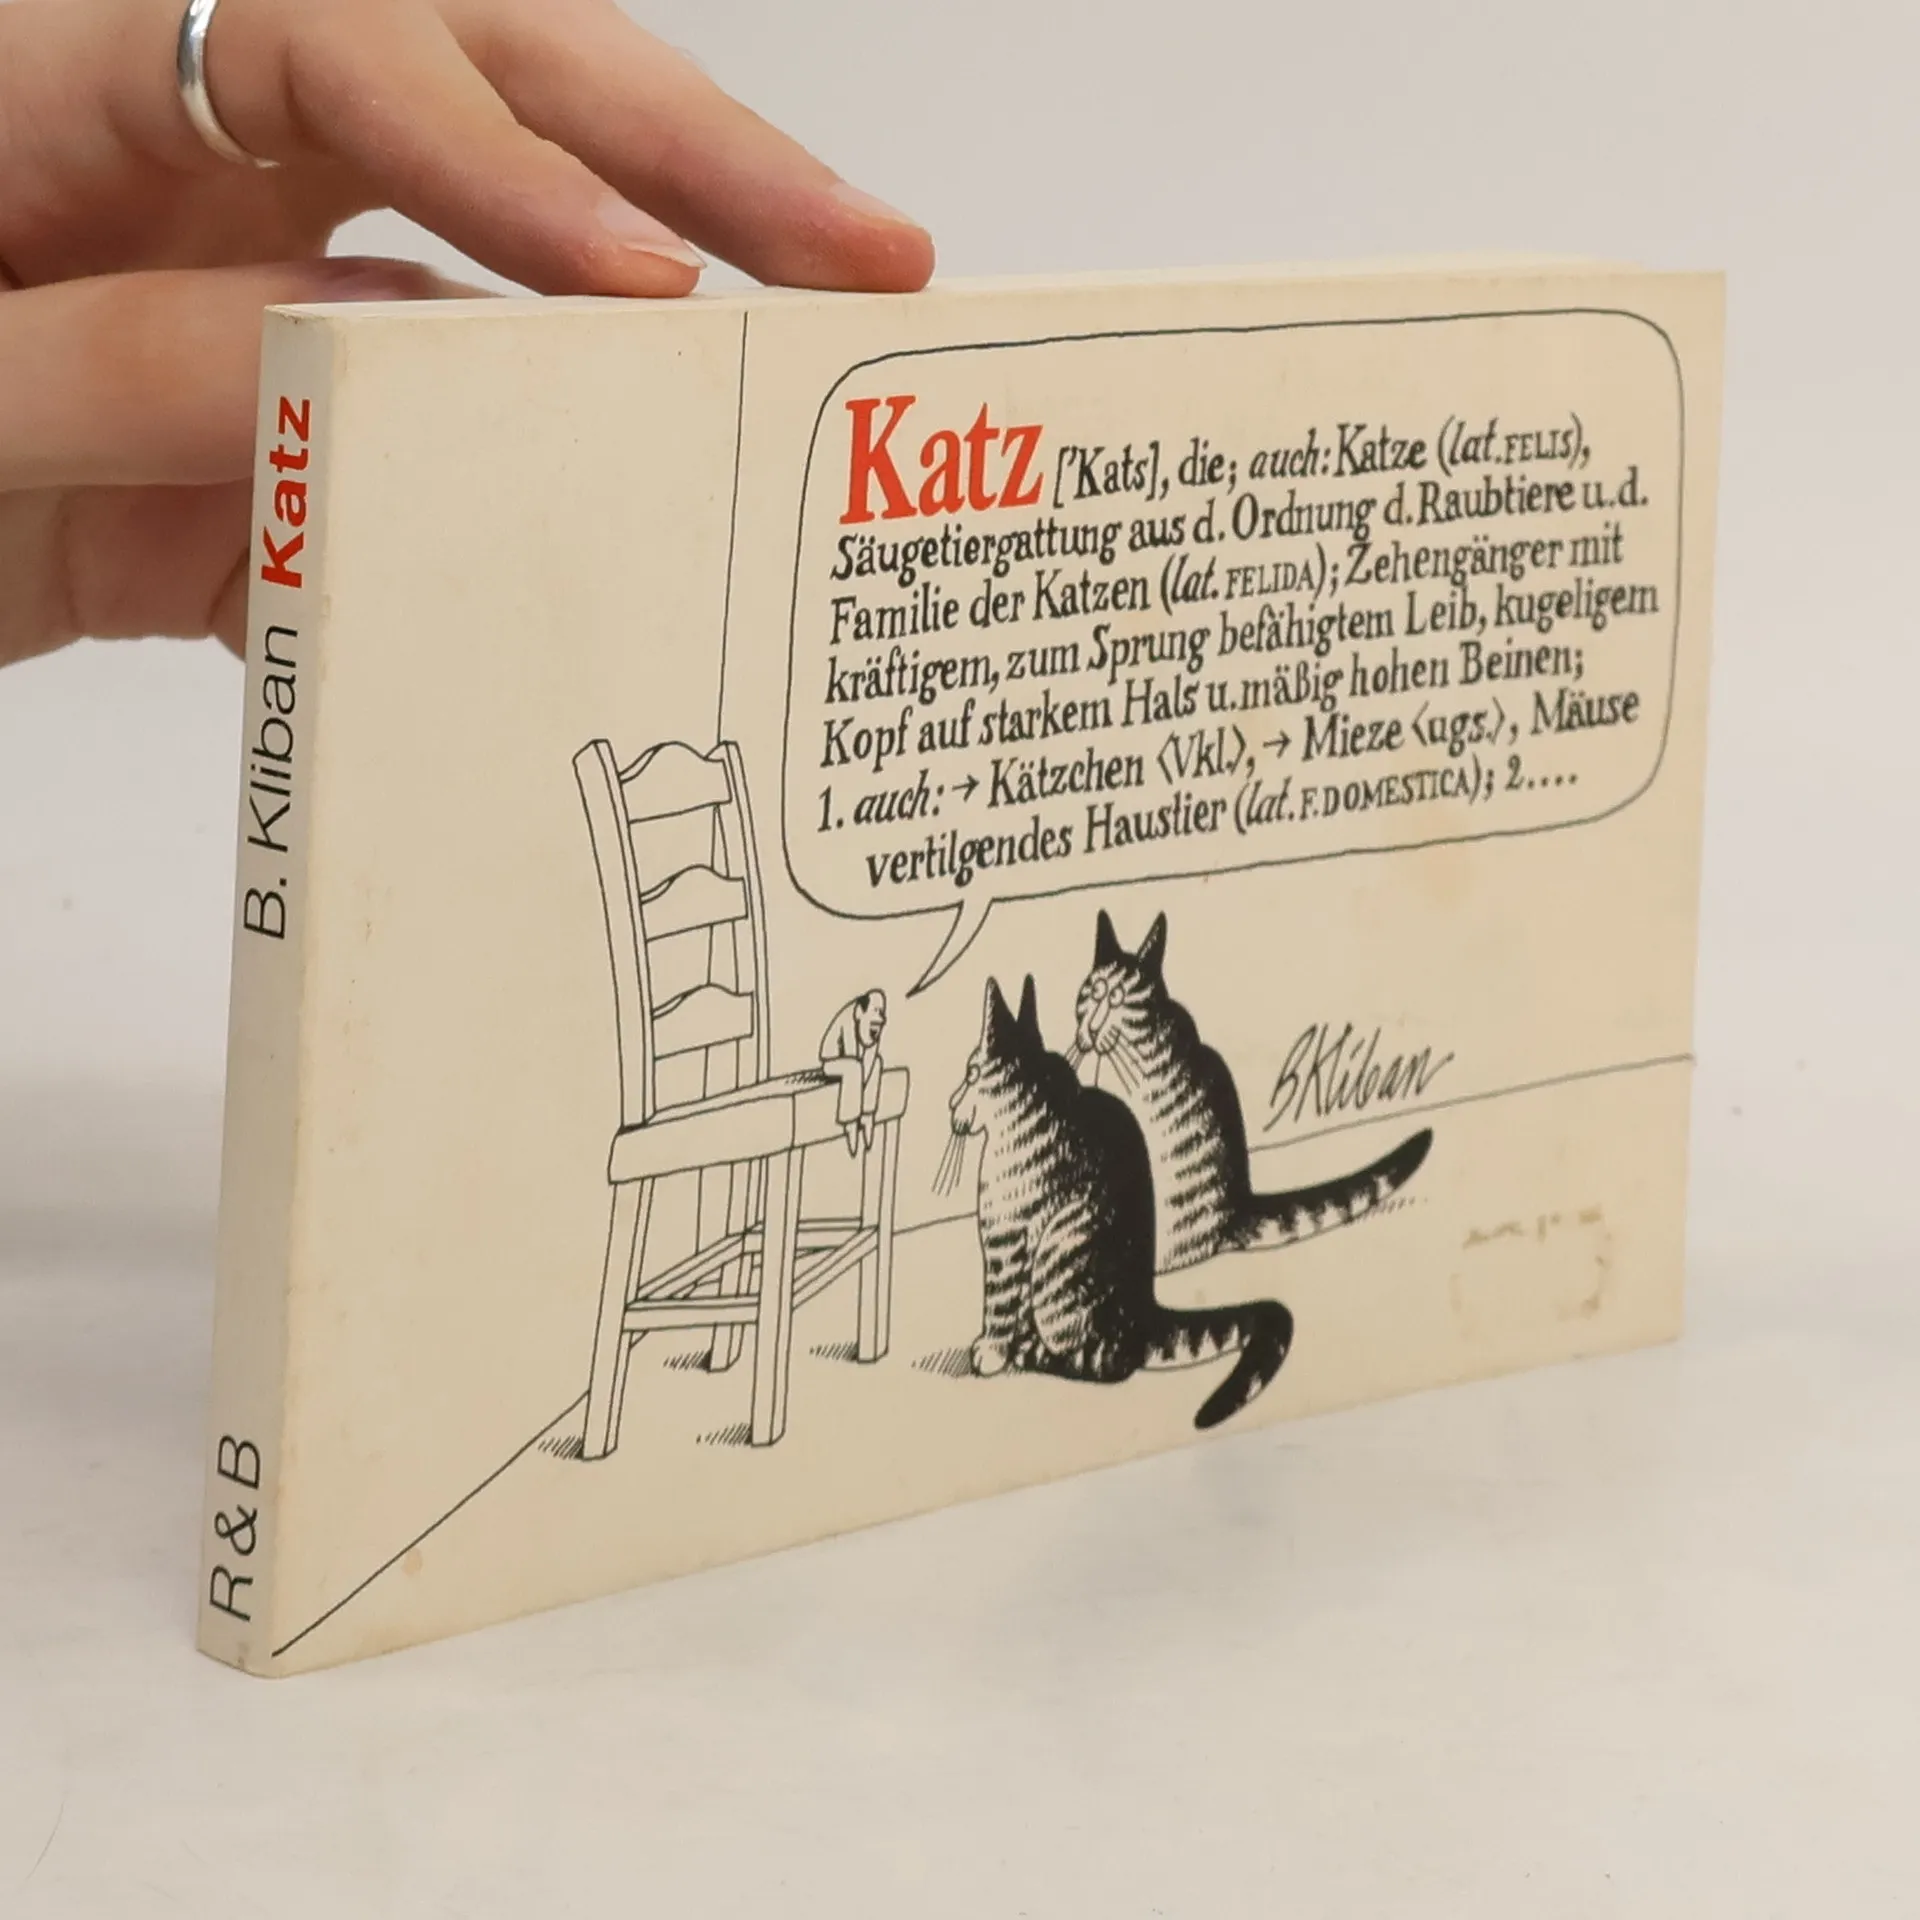 B. Kliban Katz
R & B
Katz ['Kats], die; auch: Katze (lat. FELIS),
Säugetiergattung aus d. Ordnung d. Raubtiere u. d.
Familie der Katzen (lat. FELIDA); Zehengänger mit
kräftigem, zum Sprung befähigtem Leib, kugeligem
Kopf auf starkem Hals u. mäßig hohen Beinen;
1. auch: → Kätzchen ⟨Vkl.⟩, → Mieze ⟨ugs.⟩, Mäuse
vertilgendes Haustier (lat. F. DOMESTICA); 2....
BKliban